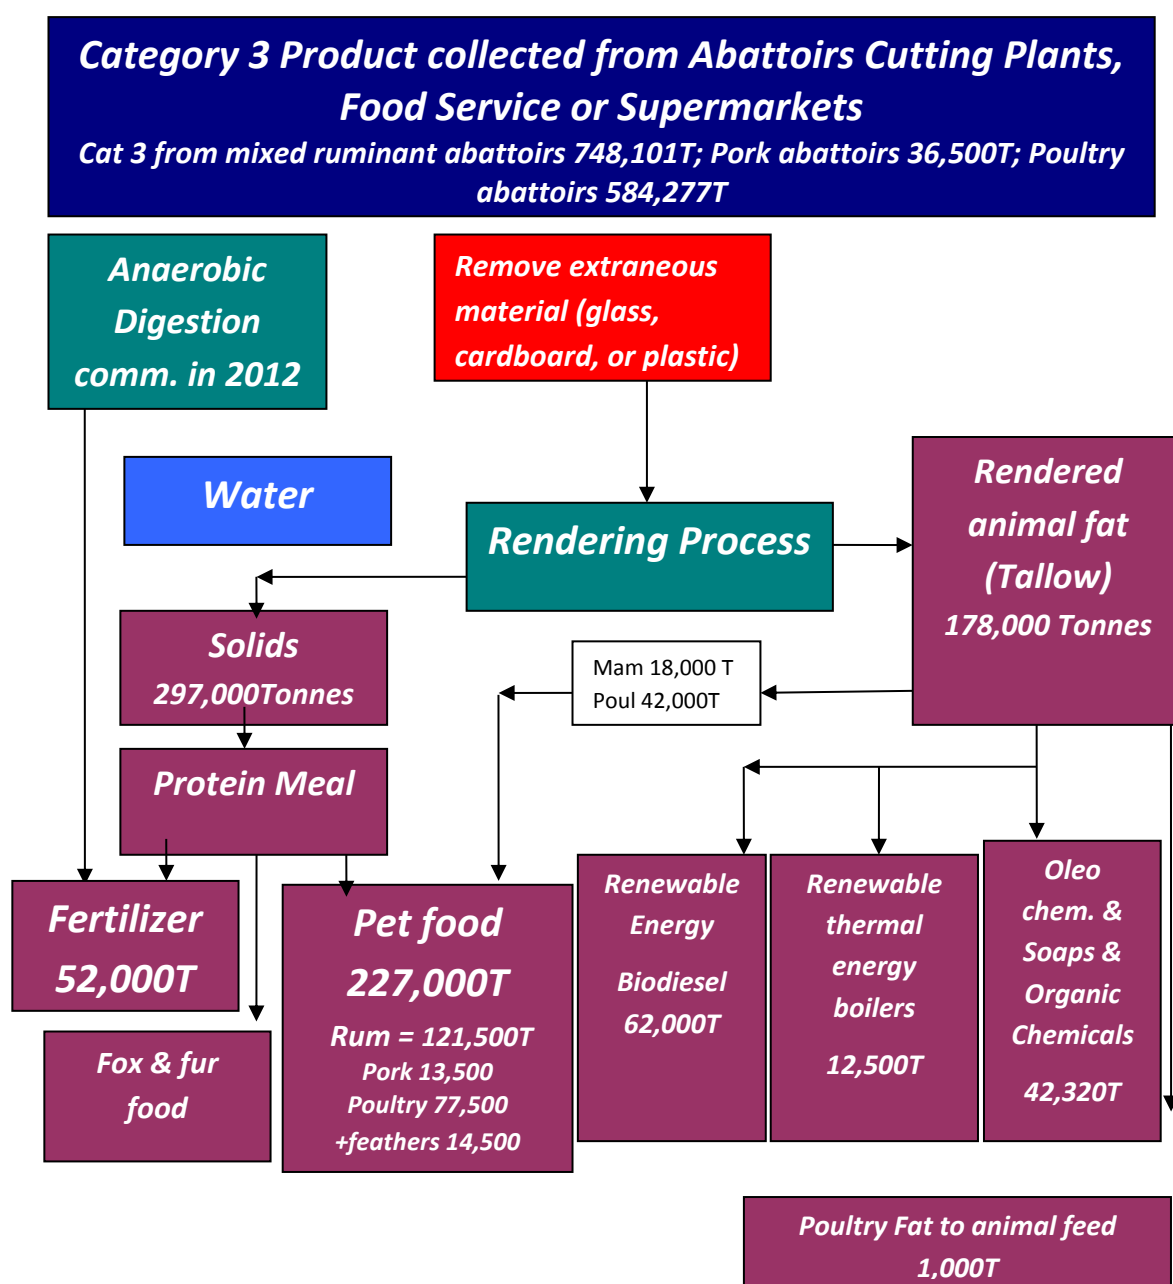 Category 3 Product collected from Abattoirs Cutting Plants,
Food Service or Supermarkets
Cat 3 from mixed ruminant abattoirs 748,101T; Pork abattoirs 36,500T; Poultry
abattoirs 584,277T
Anaerobic
Digestion
comm. in 2012
Remove extraneous
material (glass,
cardboard, or plastic)
Water
Rendering Process
Rendered
animal fat
(Tallow)
178,000 Tonnes
Solids
297,000Tonnes
Mam 18,000 T
Poul 42,000T
Protein Meal
Fertilizer
52,000T
Fox & fur
food
Pet food
227,000T
Rum = 121,500T
Pork 13,500
Poultry 77,500
+feathers 14,500
Renewable
Energy
Biodiesel
62,000T
Renewable
thermal
energy
boilers
12,500T
Oleo
chem. &
Soaps &
Organic
Chemicals
42,320T
Poultry Fat to animal feed
1,000T